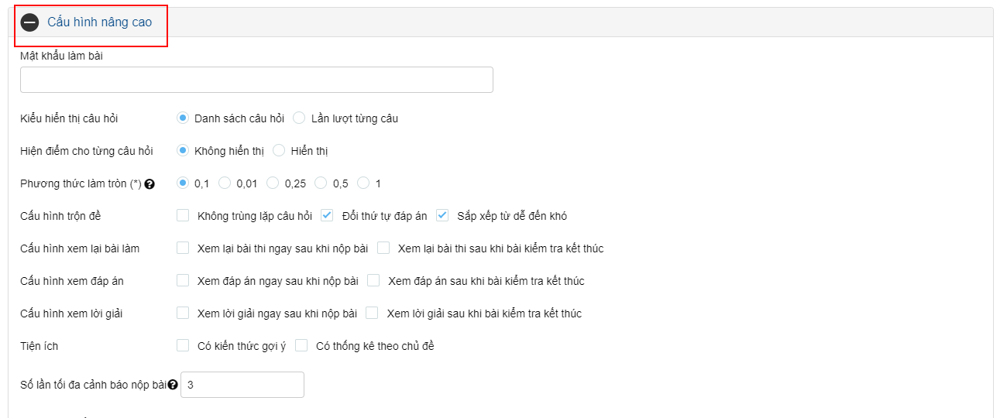 Cấu hình nâng cao
Mật khẩu làm bài
Kiểu hiển thị câu hỏi Danh sách câu hỏi Lần lượt từng câu
Hiện điểm cho từng câu hỏi Không hiển thị Hiển thị
Phương thức làm tròn (*) 0,1 0,01 0,25 0,5 1
Cấu hình trộn đề Không trùng lặp câu hỏi Đổi thứ tự đáp án Sắp xếp từ dễ đến khó
Cấu hình xem lại bài làm Xem lại bài thi ngay sau khi nộp bài Xem lại bài thi sau khi bài kiểm tra kết thúc
Cấu hình xem đáp án Xem đáp án ngay sau khi nộp bài Xem đáp án sau khi bài kiểm tra kết thúc
Cấu hình xem lời giải Xem lời giải ngay sau khi nộp bài Xem lời giải sau khi bài kiểm tra kết thúc
Tiện ích Có kiến thức gợi ý Có thống kê theo chủ đề
Số lần tối đa cảnh báo nộp bài 3